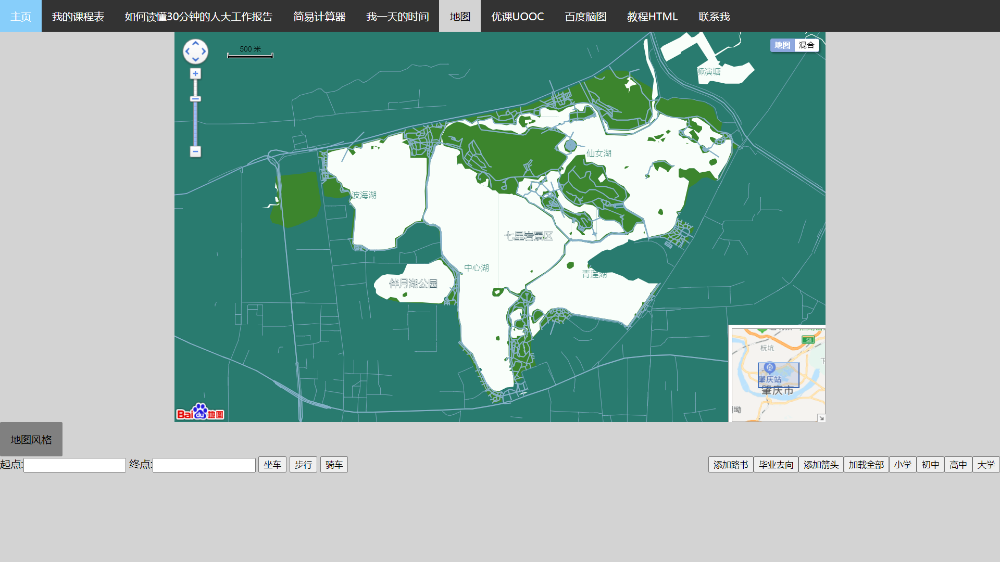 主页 我的课程表 如何读懂30分钟的人大工作报告 简易计算器 我一天的时间 地图 优课UOOC 百度脑图 教程HTML 联系我
500 米
地图 混合
狮演塘
仙女湖
波海湖
七星岩景区
中心湖
青莲湖
伴月湖公园
S8
杬坑
肇庆站
肇庆市
Bai du 地图
地图风格
起点: 终点: 坐车 步行 骑车 添加路书 毕业去向 添加箭头 加载全部 小学 初中 高中 大学